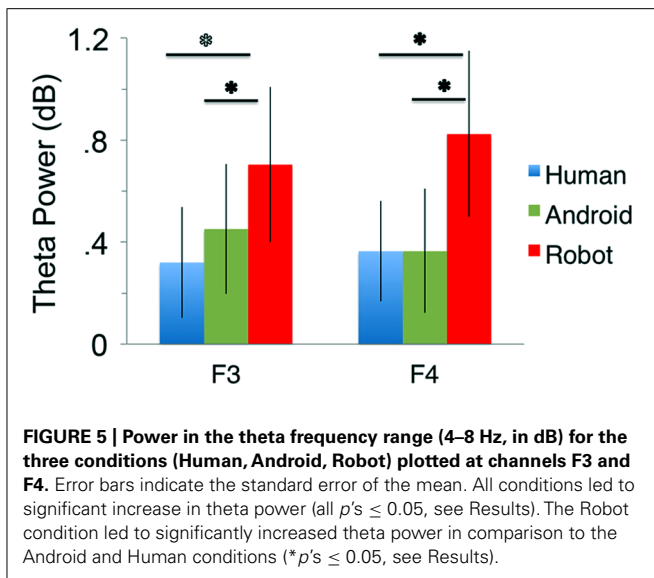 1.2
.8
.4
0
Theta Power (dB)
* *
* *
Human
Android
Robot
F3 F4
FIGURE 5 | Power in the theta frequency range (4–8 Hz, in dB) for the
three conditions (Human, Android, Robot) plotted at channels F3 and
F4. Error bars indicate the standard error of the mean. All conditions led to
significant increase in theta power (all p's ≤ 0.05, see Results). The Robot
condition led to significantly increased theta power in comparison to the
Android and Human conditions (*p's ≤ 0.05, see Results).